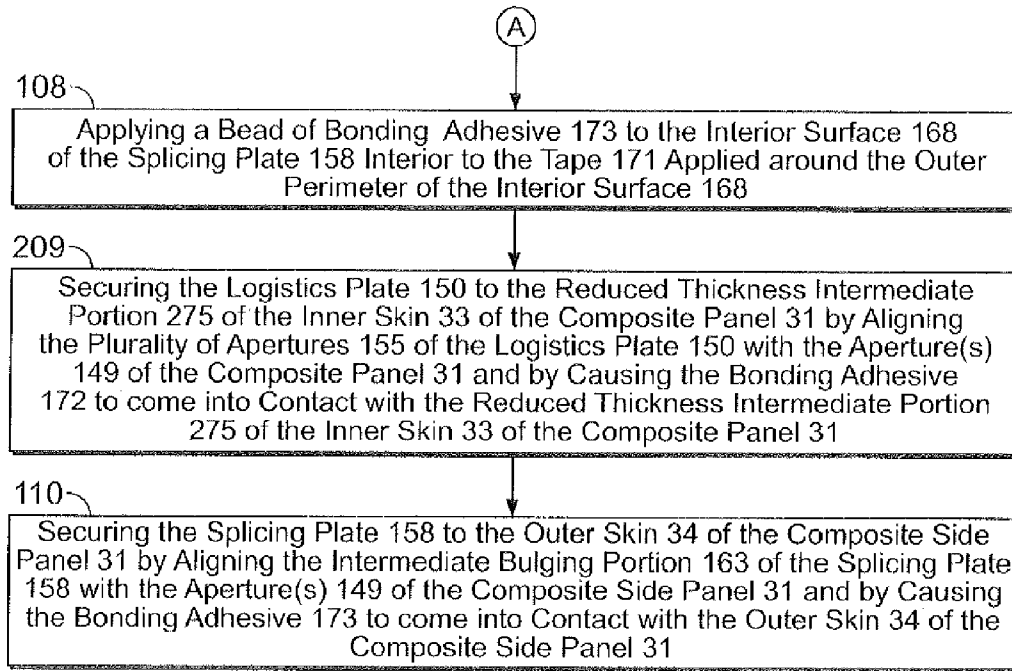 A
108
Applying a Bead of Bonding Adhesive 173 to the Interior Surface 168
of the Splicing Plate 158 Interior to the Tape 171 Applied around the Outer
Perimeter of the Interior Surface 168
209
Securing the Logistics Plate 150 to the Reduced Thickness Intermediate
Portion 275 of the Inner Skin 33 of the Composite Panel 31 by Aligning
the Plurality of Apertures 155 of the Logistics Plate 150 with the Aperture(s)
149 of the Composite Panel 31 and by Causing the Bonding Adhesive
172 to come into Contact with the Reduced Thickness Intermediate Portion
275 of the Inner Skin 33 of the Composite Panel 31
110
Securing the Splicing Plate 158 to the Outer Skin 34 of the Composite Side
Panel 31 by Aligning the Intermediate Bulging Portion 163 of the Splicing Plate
158 with the Aperture(s) 149 of the Composite Side Panel 31 and by Causing
the Bonding Adhesive 173 to come into Contact with the Outer Skin 34 of the
Composite Side Panel 31